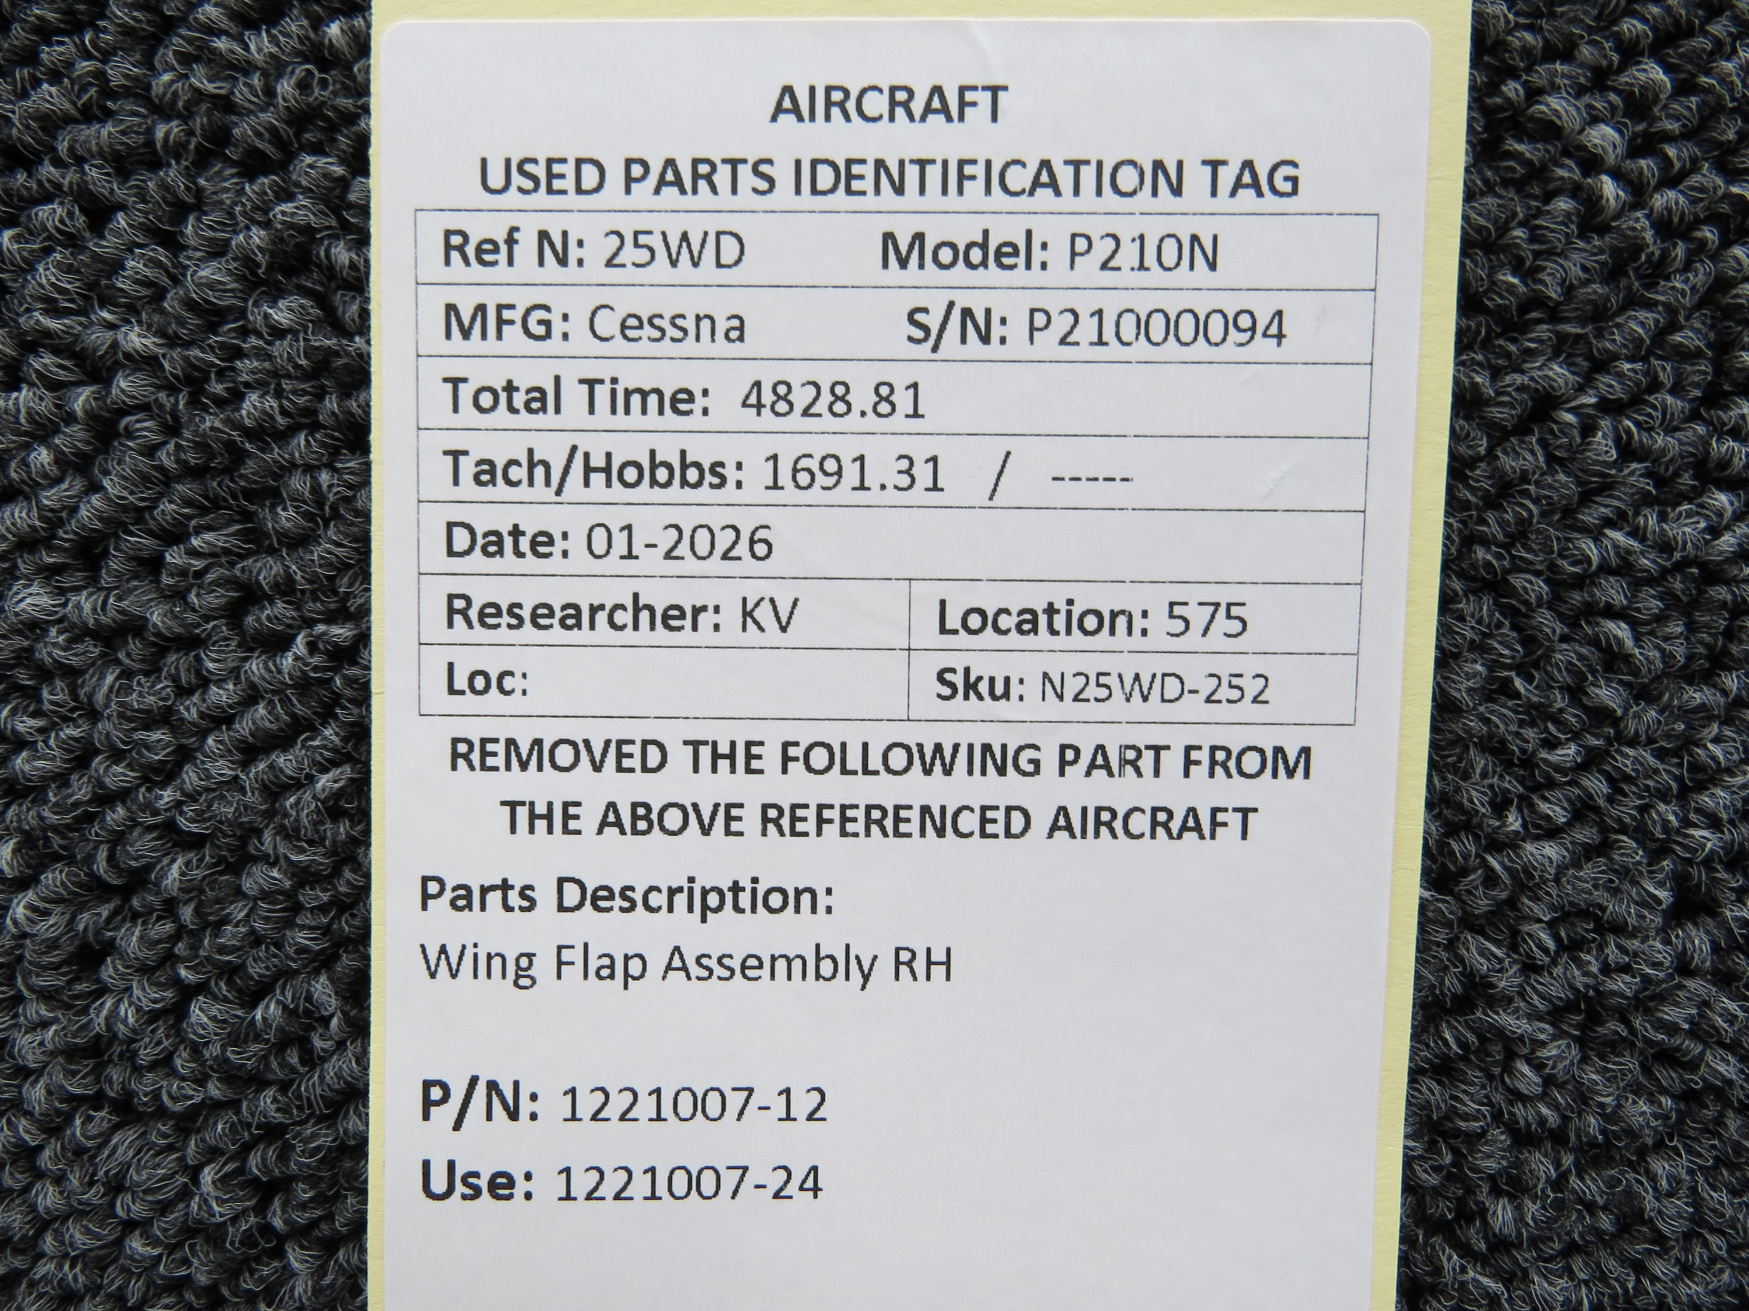 AIRCRAFT
USED PARTS IDENTIFICATION TAG
Ref N: 25WD Model: P210N
MFG: Cessna S/N: P21000094
Total Time: 4828.81
Tach/Hobbs: 1691.31 / -----
Date: 01-2026
Researcher: KV Location: 575
Loc: Sku: N25WD-252
REMOVED THE FOLLOWING PART FROM
THE ABOVE REFERENCED AIRCRAFT
Parts Description:
Wing Flap Assembly RH
P/N: 1221007-12
Use: 1221007-24